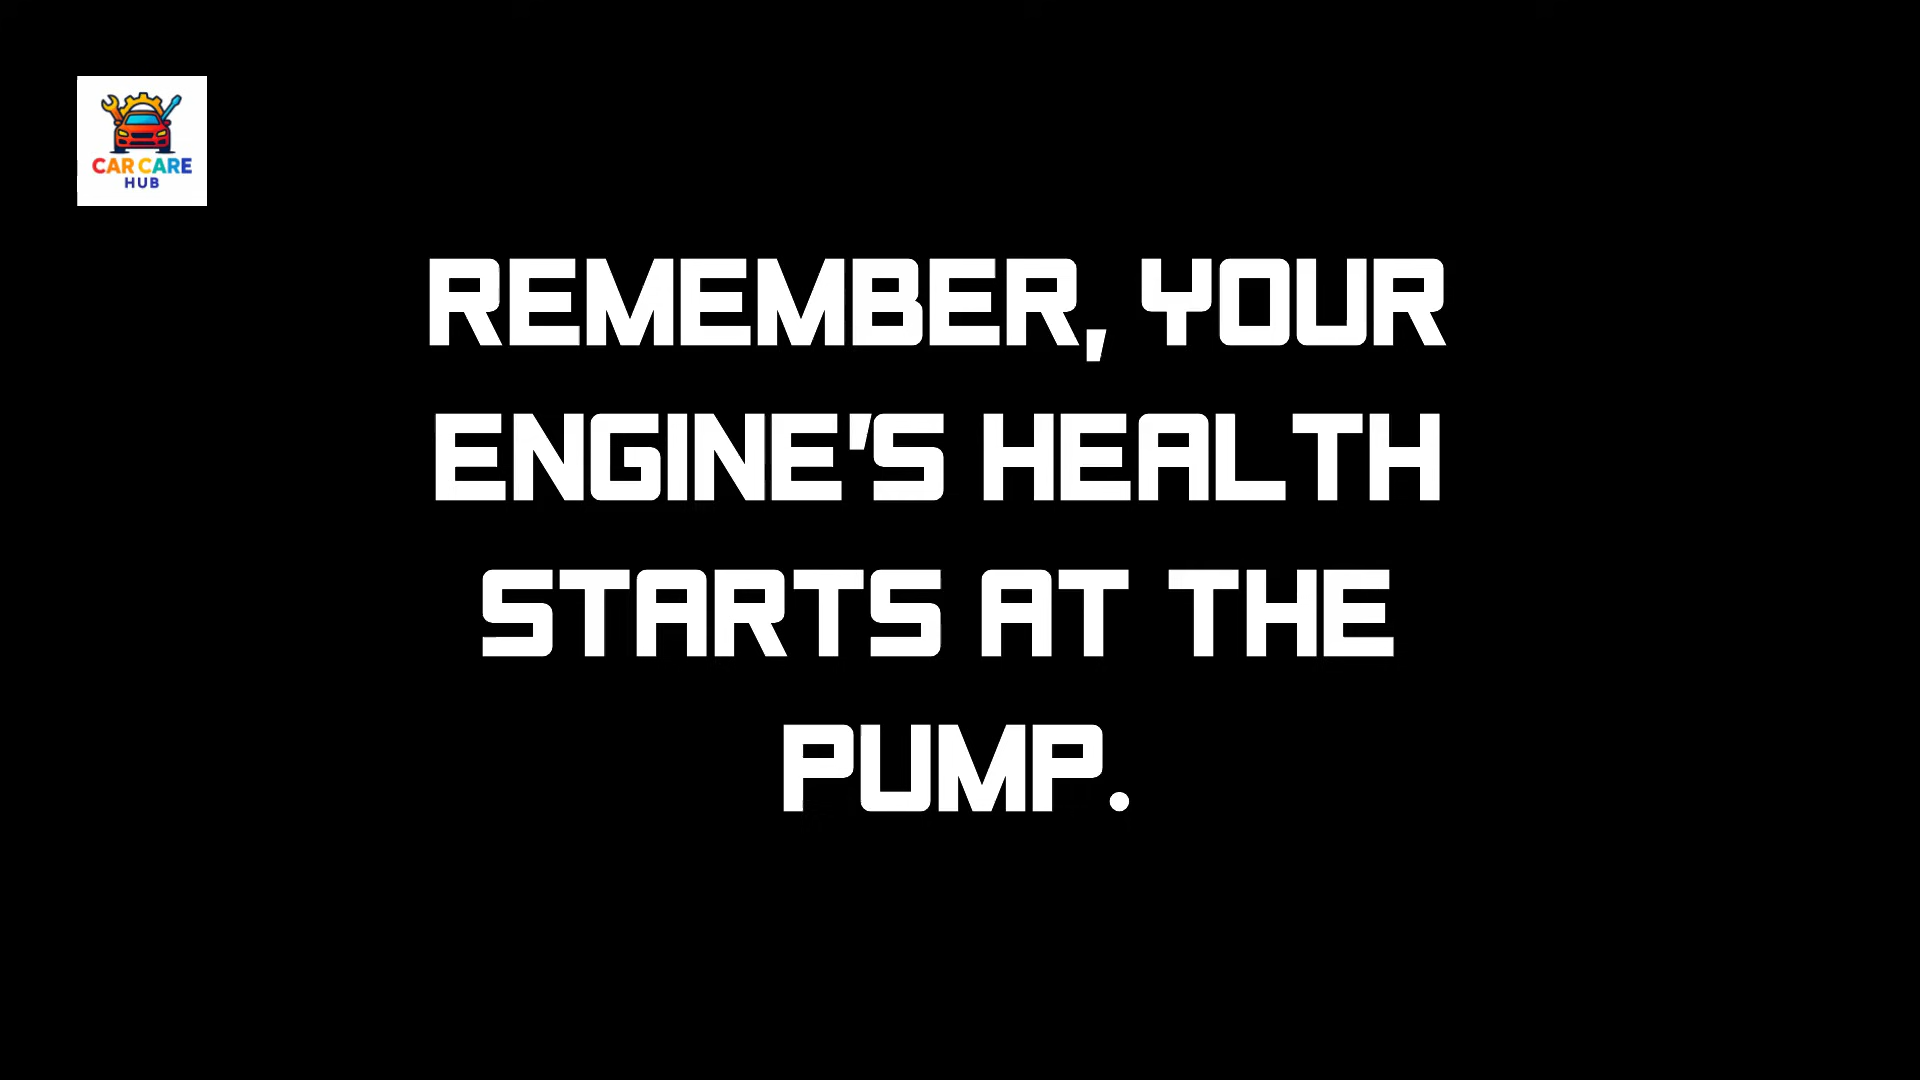 CAR CARE
HUB
REMEMBER, YOUR
ENGINE'S HEALTH
STARTS AT THE
PUMP.